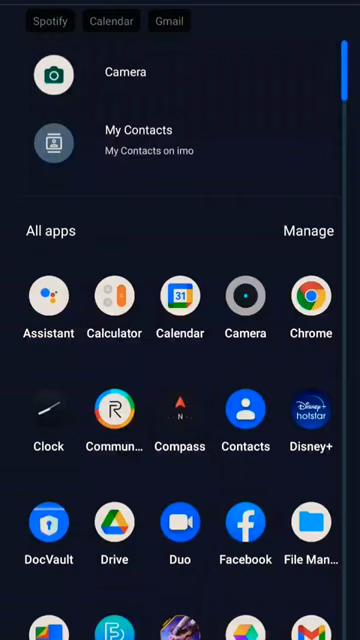 Spotify Calendar Gmail
Camera
My Contacts
My Contacts on imo
All apps Manage
31
Assistant Calculator Calendar Camera Chrome
R
N
Disney+
hotstar
Clock Commun... Compass Contacts Disney+
DocVault Drive Duo Facebook File Man...